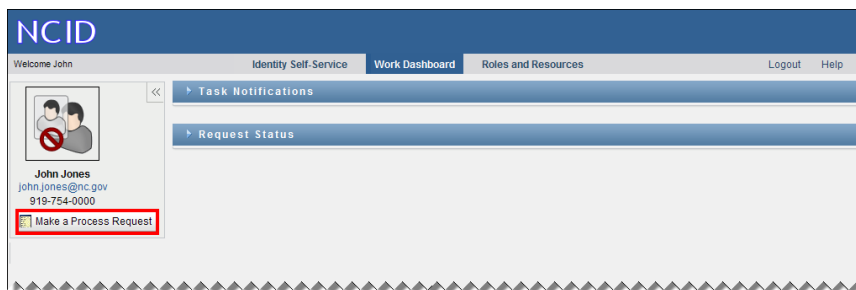 NCID
Welcome John Identity Self-Service Work Dashboard Roles and Resources Logout Help
Task Notifications
Request Status
John Jones
john.jones@nc.gov
919-754-0000
Make a Process Request